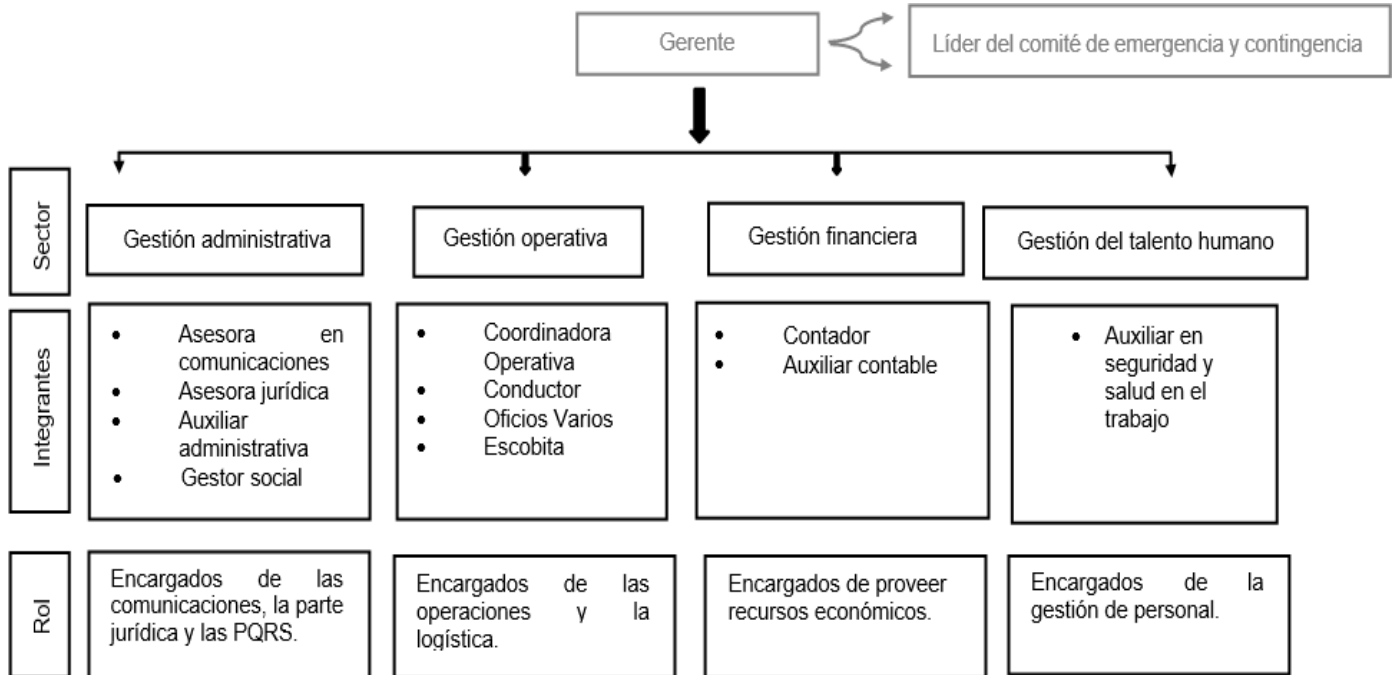 Gerente
Líder del comité de emergencia y contingencia
Sector
Gestión administrativa
Gestión operativa
Gestión financiera
Gestión del talento humano
Integrantes
• Asesora en
comunicaciones
• Asesora jurídica
• Auxiliar
administrativa
• Gestor social
• Coordinadora
Operativa
• Conductor
• Oficios Varios
• Escobita
• Contador
• Auxiliar contable
• Auxiliar en
seguridad y
salud en el
trabajo
Rol
Encargados de las
comunicaciones, la parte
jurídica y las PQRS.
Encargados de las
operaciones y la
logística.
Encargados de proveer
recursos económicos.
Encargados de la
gestión de personal.